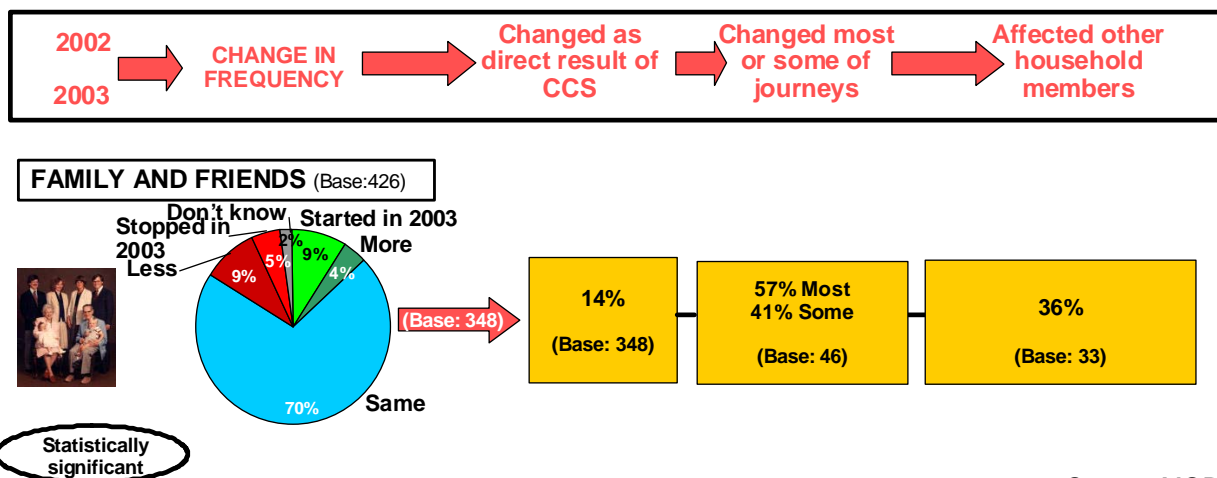 2002
2003
CHANGE IN
FREQUENCY
Changed as
direct result of
CCS
Changed most
or some of
journeys
Affected other
household
members
FAMILY AND FRIENDS (Base:426)
Don't know
Started in 2003
Stopped in
2003
More
Less
2%
9%
5%
9%
4%
70%
Same
(Base: 348)
14%
(Base: 348)
57% Most
41% Some
(Base: 46)
36%
(Base: 33)
Statistically
significant